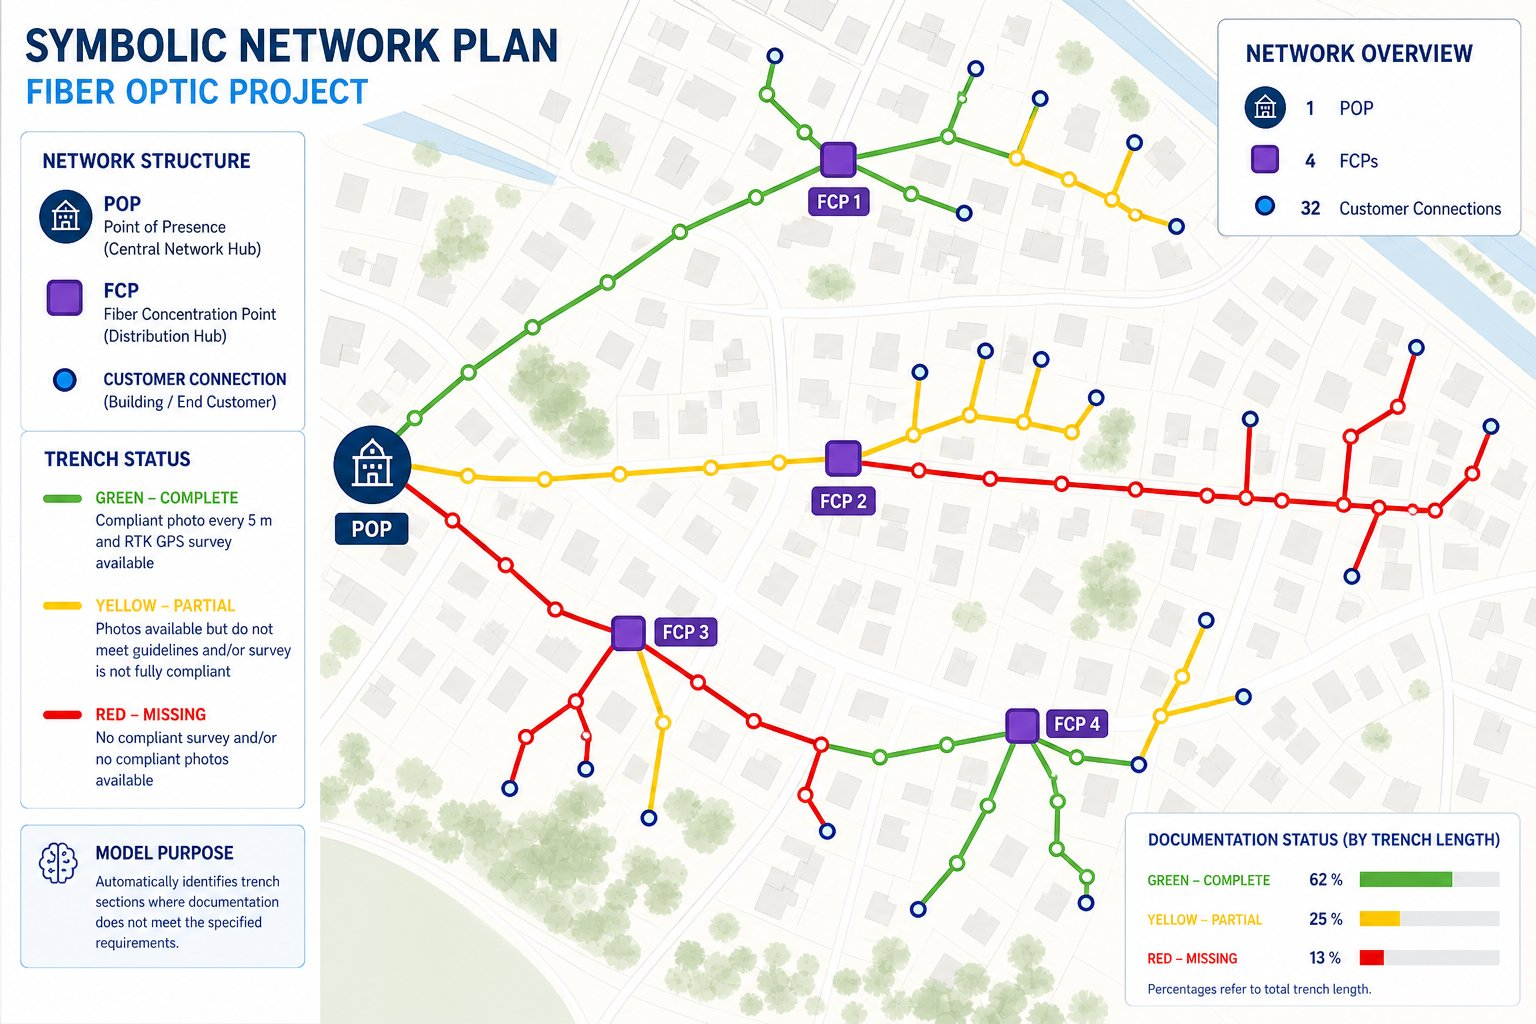 SYMBOLIC NETWORK PLAN
FIBER OPTIC PROJECT
NETWORK STRUCTURE
POP
Point of Presence
(Central Network Hub)
FCP
Fiber Concentration Point
(Distribution Hub)
CUSTOMER CONNECTION
(Building / End Customer)
TRENCH STATUS
GREEN – COMPLETE
Compliant photo every 5 m
and RTK GPS survey
available
YELLOW – PARTIAL
Photos available but do not
meet guidelines and/or survey
is not fully compliant
RED – MISSING
No compliant survey and/or
no compliant photos
available
MODEL PURPOSE
Automatically identifies trench
sections where documentation
does not meet the specified
requirements.
FCP 1
POP
FCP 2
FCP 3
FCP 4
NETWORK OVERVIEW
1 POP
4 FCPs
32 Customer Connections
DOCUMENTATION STATUS (BY TRENCH LENGTH)
GREEN – COMPLETE 62 %
YELLOW – PARTIAL 25 %
RED – MISSING 13 %
Percentages refer to total trench length.